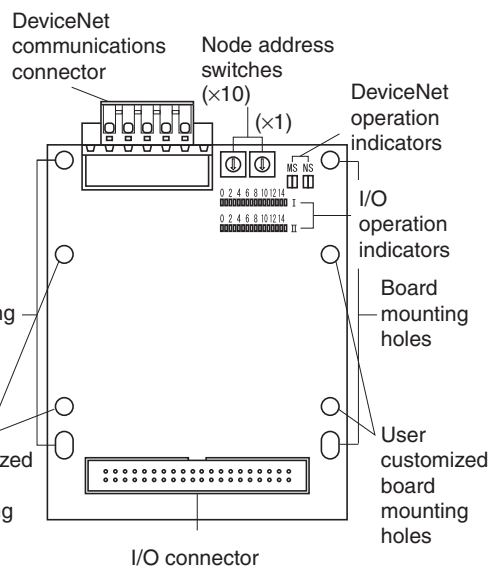 DeviceNet
communications
connector
Node address
switches
(×10)
(×1)
DeviceNet
operation
indicators
MS NS
0 2 4 6 8 10 12 14
I
0 2 4 6 8 10 12 14
II
I/O
operation
indicators
Board
mounting
holes
User
customized
board
mounting
holes
I/O connector